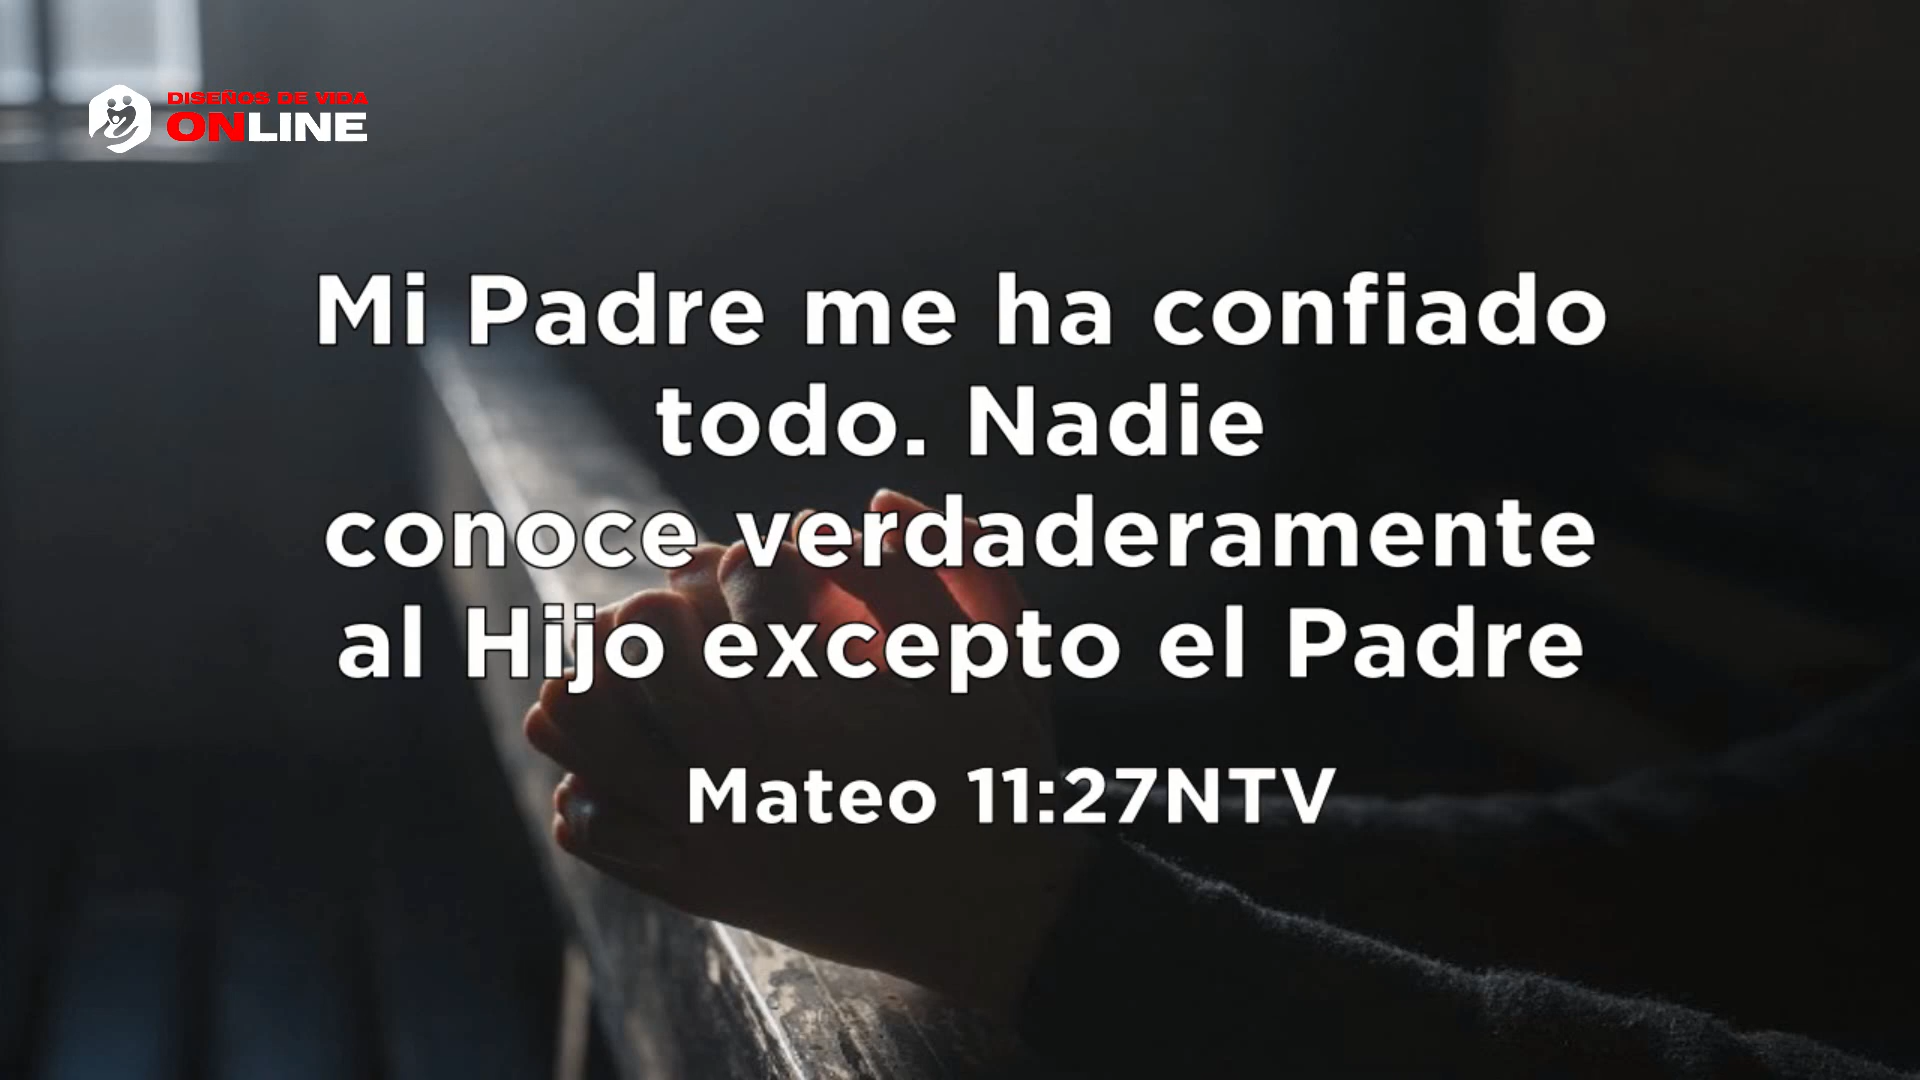 DISEÑOS DE VIDA
ONLINE
Mi Padre me ha confiado
todo. Nadie
conoce verdaderamente
al Hijo excepto el Padre
Mateo 11:27NTV